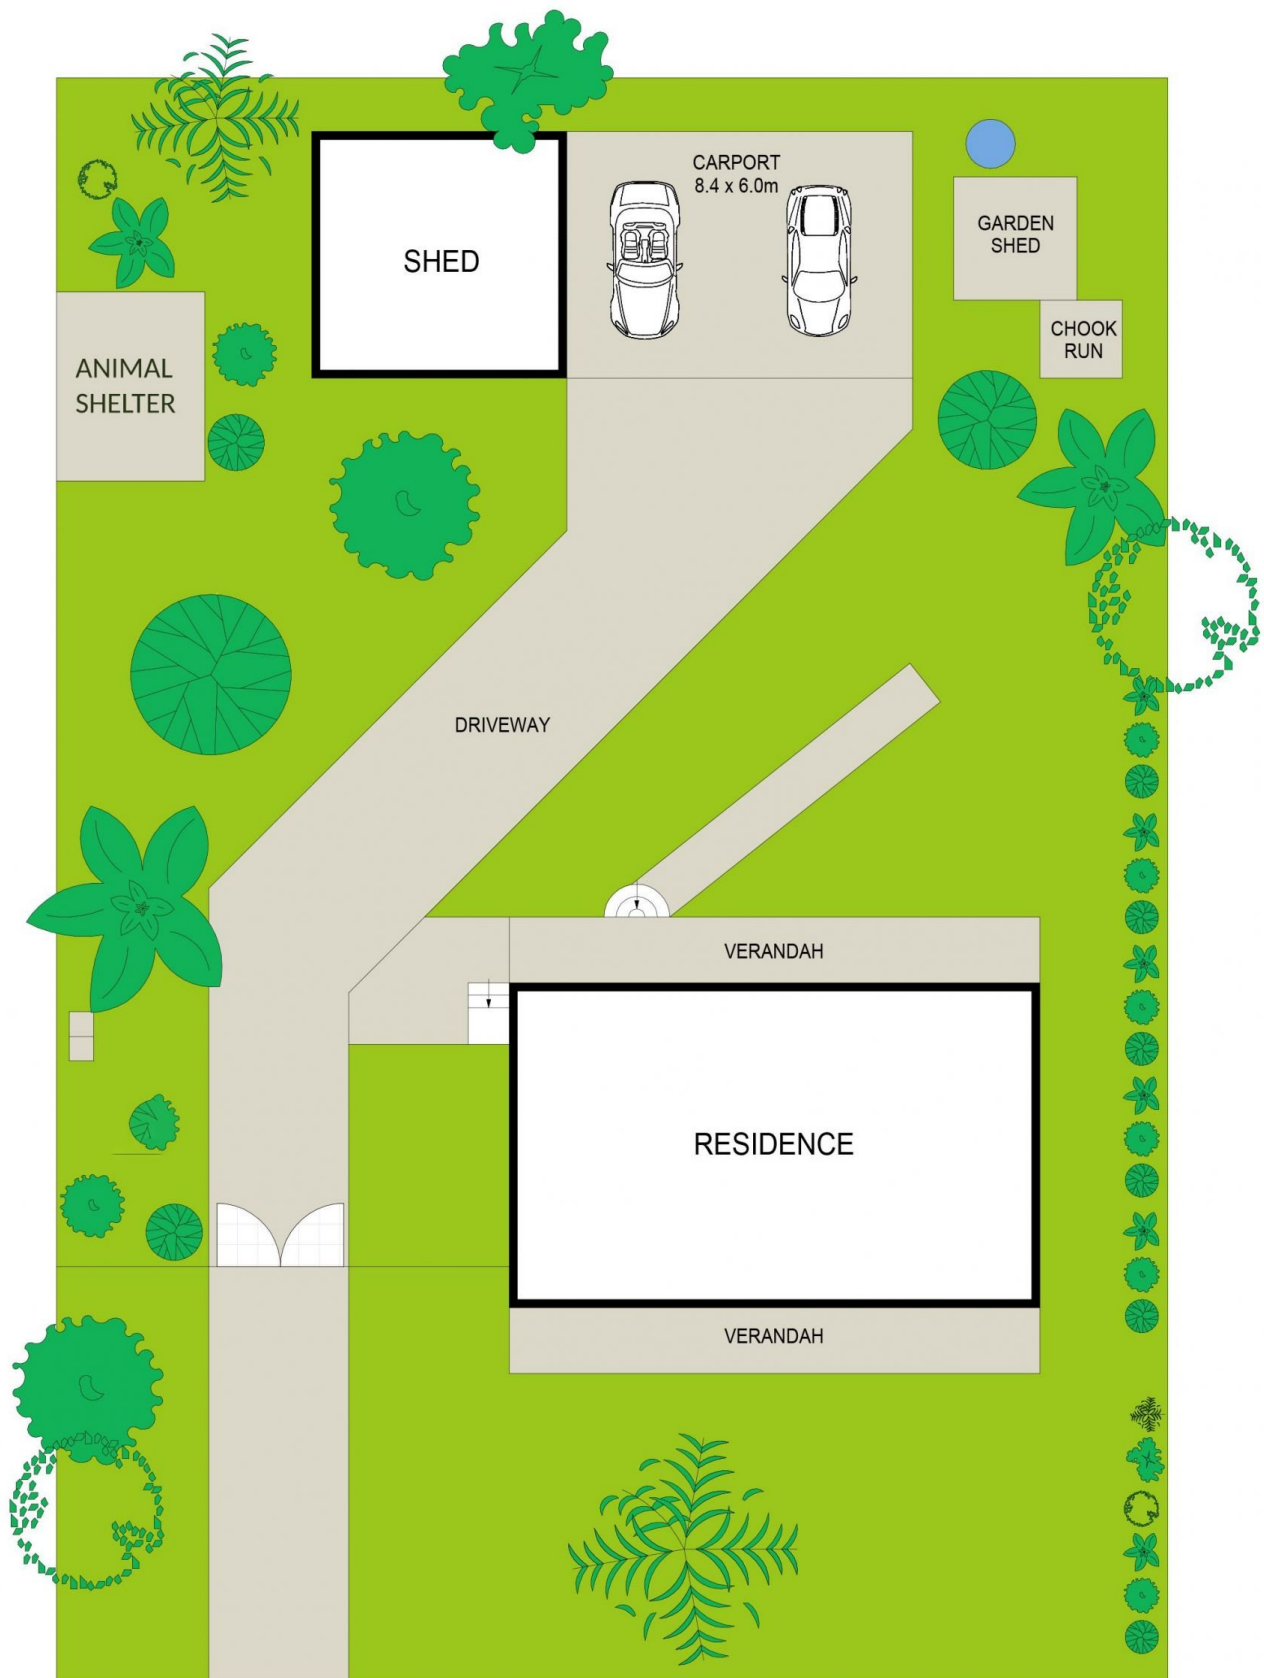 CARPORT
8.4 x 6.0m
GARDEN
SHED
SHED
CHOOK
RUN
ANIMAL
SHELTER
DRIVEWAY
VERANDAH
RESIDENCE
VERANDAH